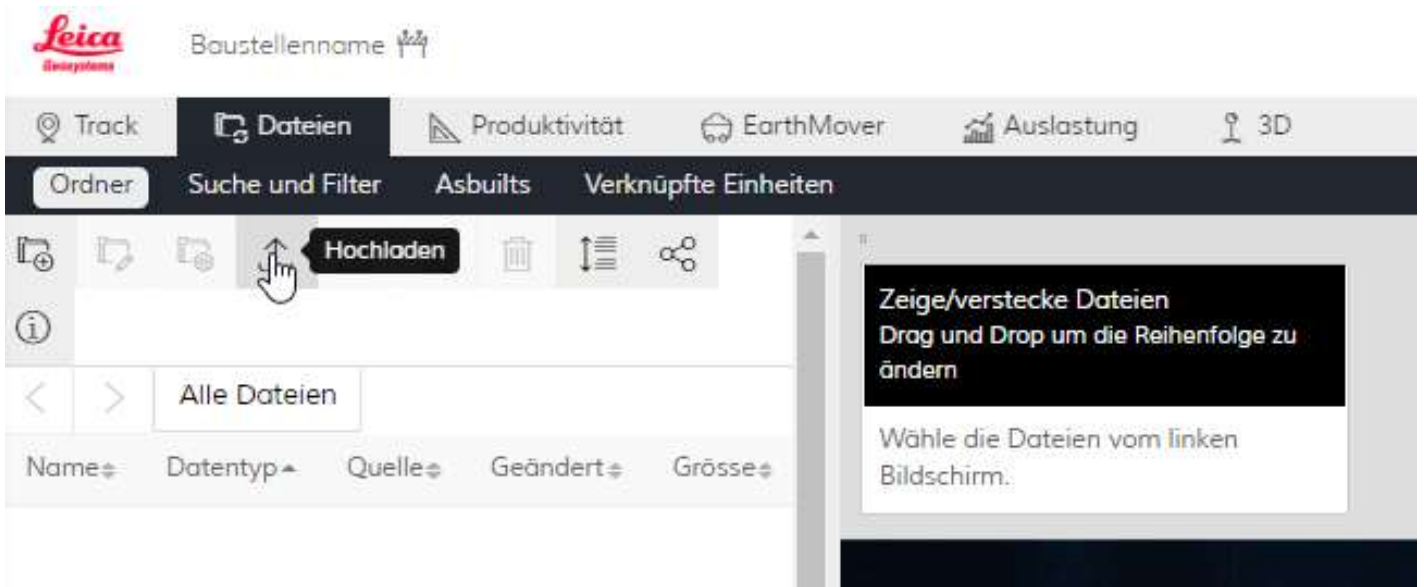 Leica
Geosystems
Baustellenname
Track
Dateien
Produktivität
EarthMover
Auslastung
3D
Ordner
Suche und Filter
Asbuilts
Verknüpfte Einheiten
Hochladen
Zeige/verstecke Dateien
Drag und Drop um die Reihenfolge zu
ändern
Alle Dateien
Wähle die Dateien vom linken
Bildschirm.
Name
Datentyp
Quelle
Geändert
Grösse